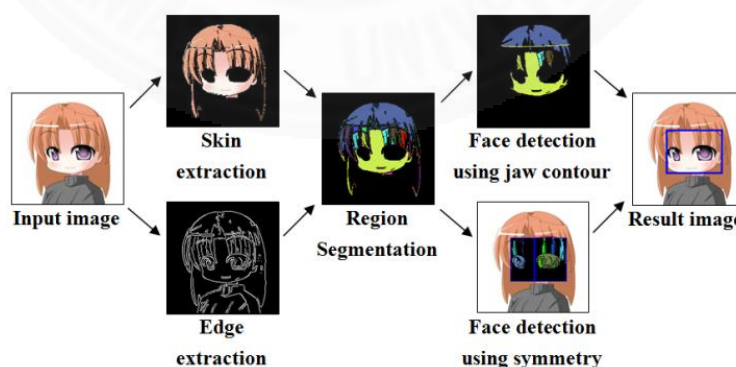 Skin
extraction
Face detection
using jaw contour
Input image
Region
Segmentation
Result image
Edge
extraction
Face detection
using symmetry